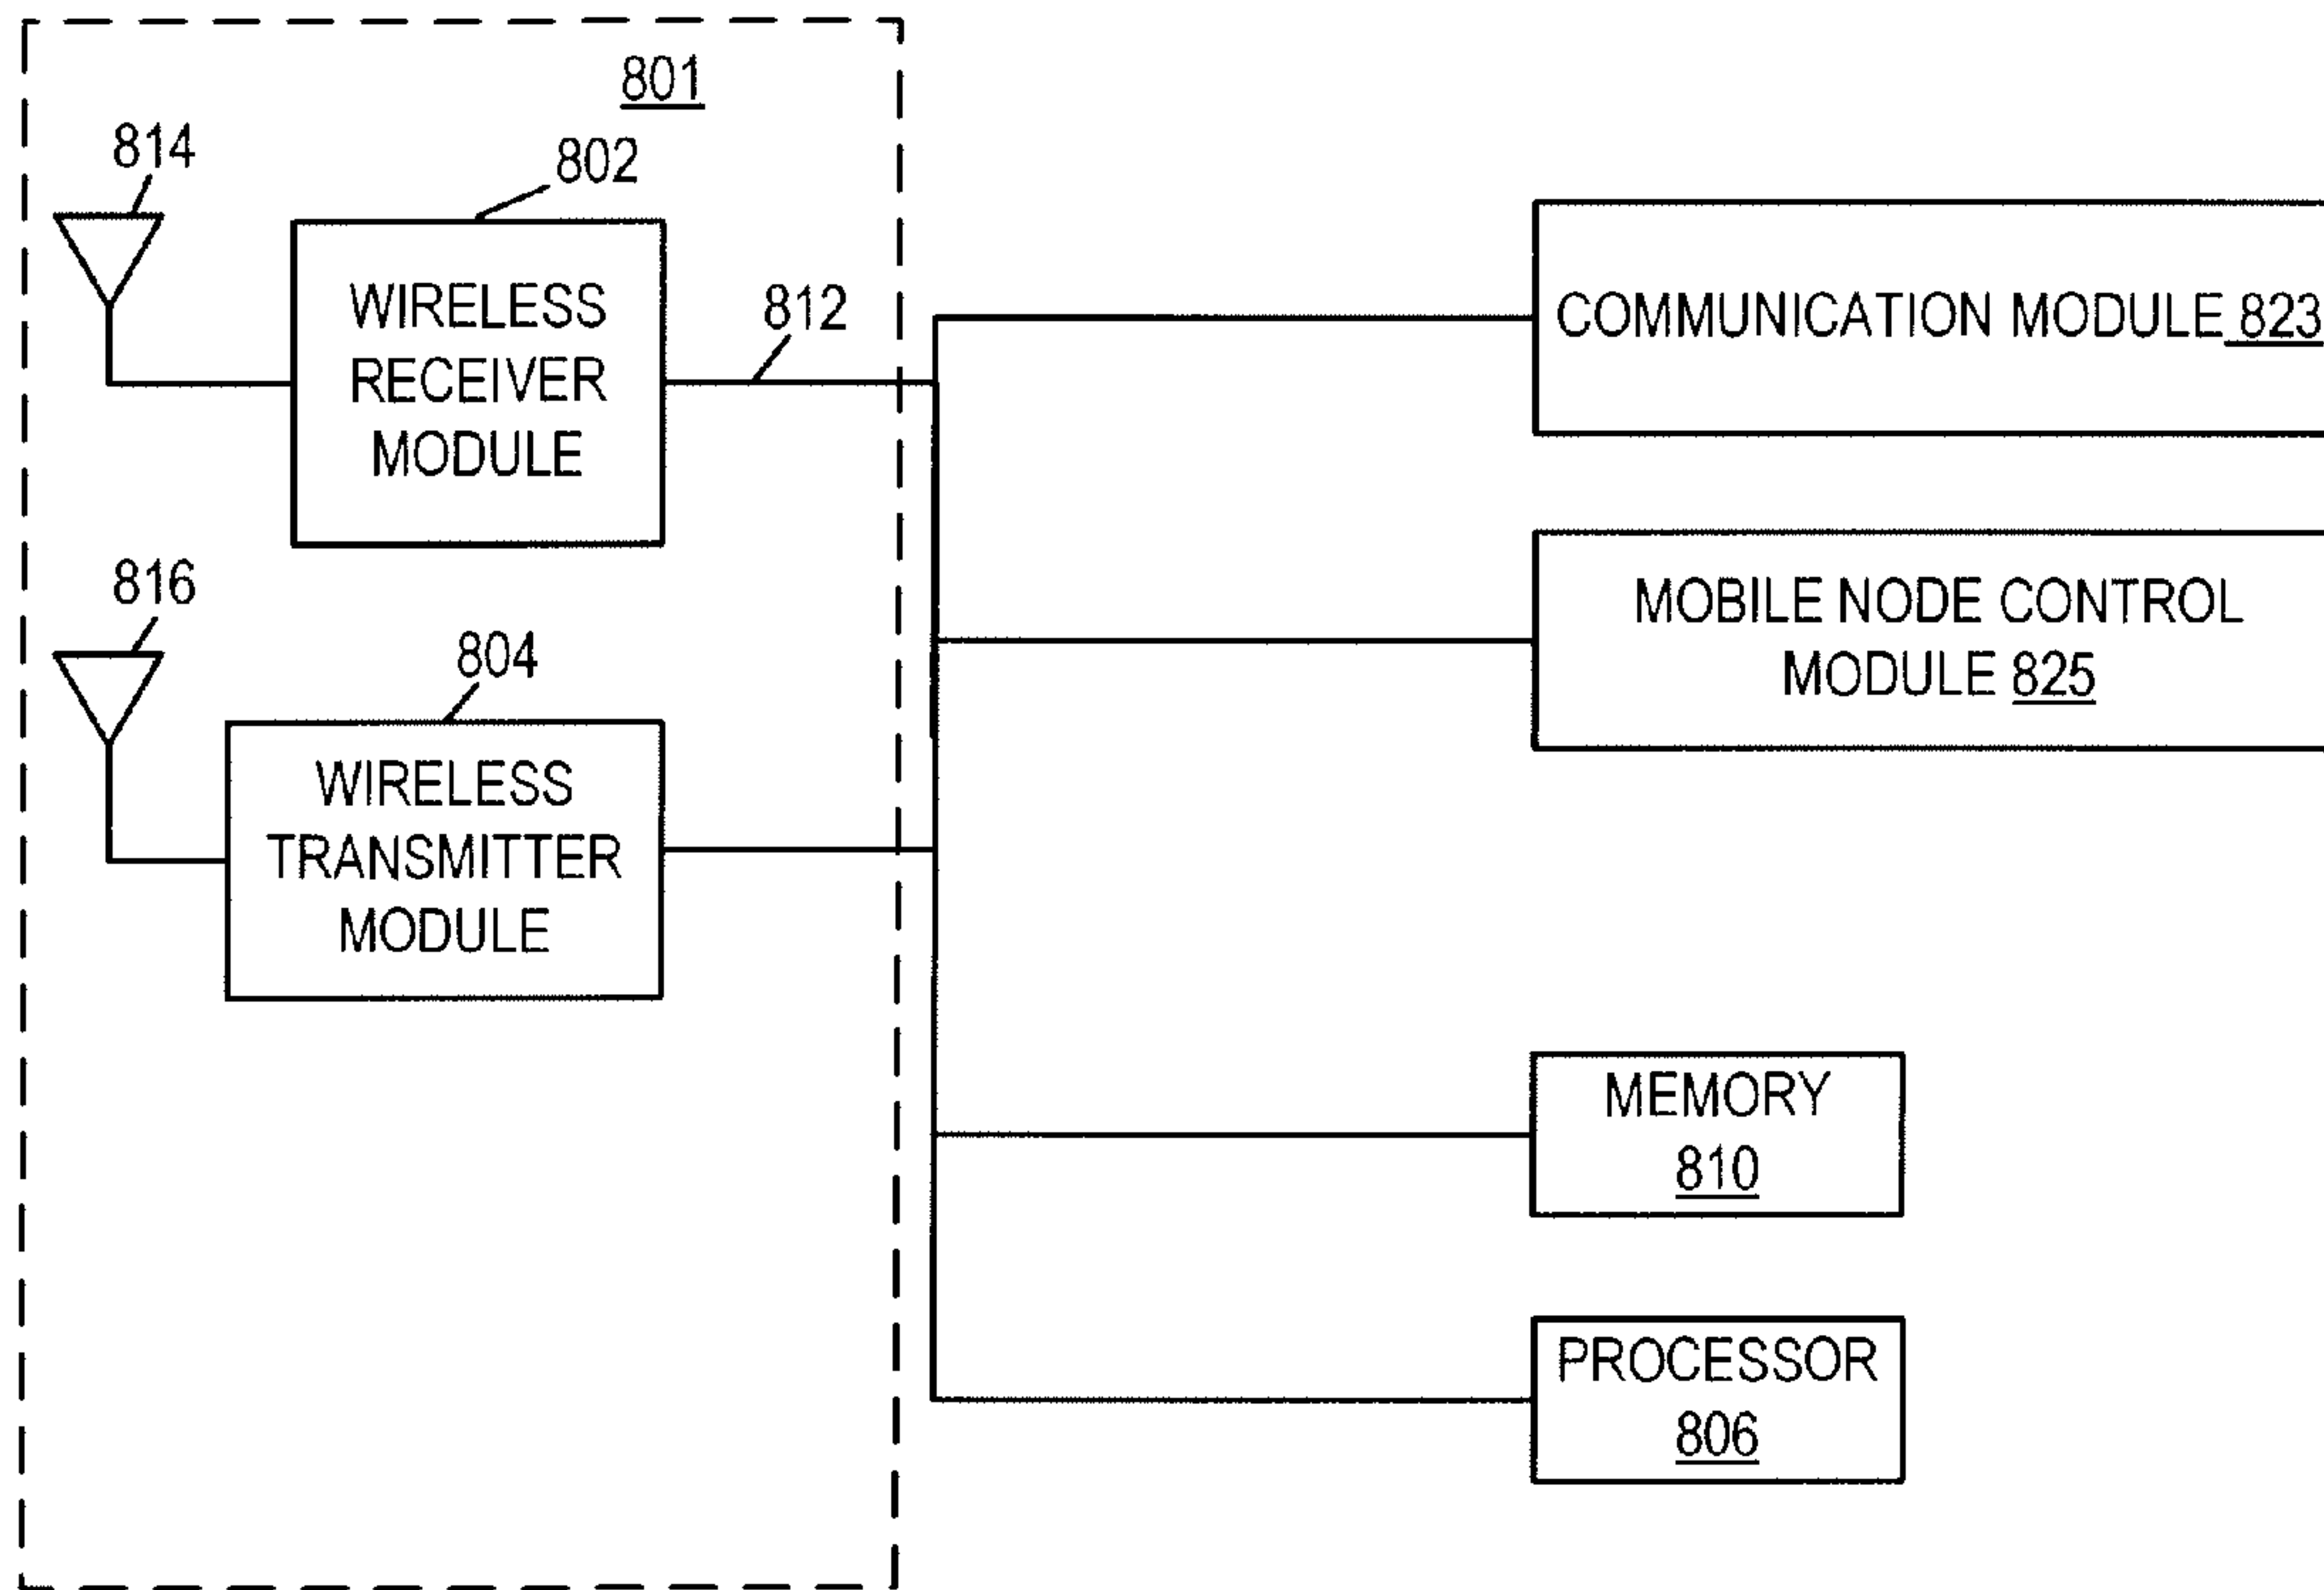 801
814
802
WIRELESS
RECEIVER
MODULE
812
COMMUNICATION MODULE 823
816
804
WIRELESS
TRANSMITTER
MODULE
MOBILE NODE CONTROL
MODULE 825
MEMORY
810
PROCESSOR
806